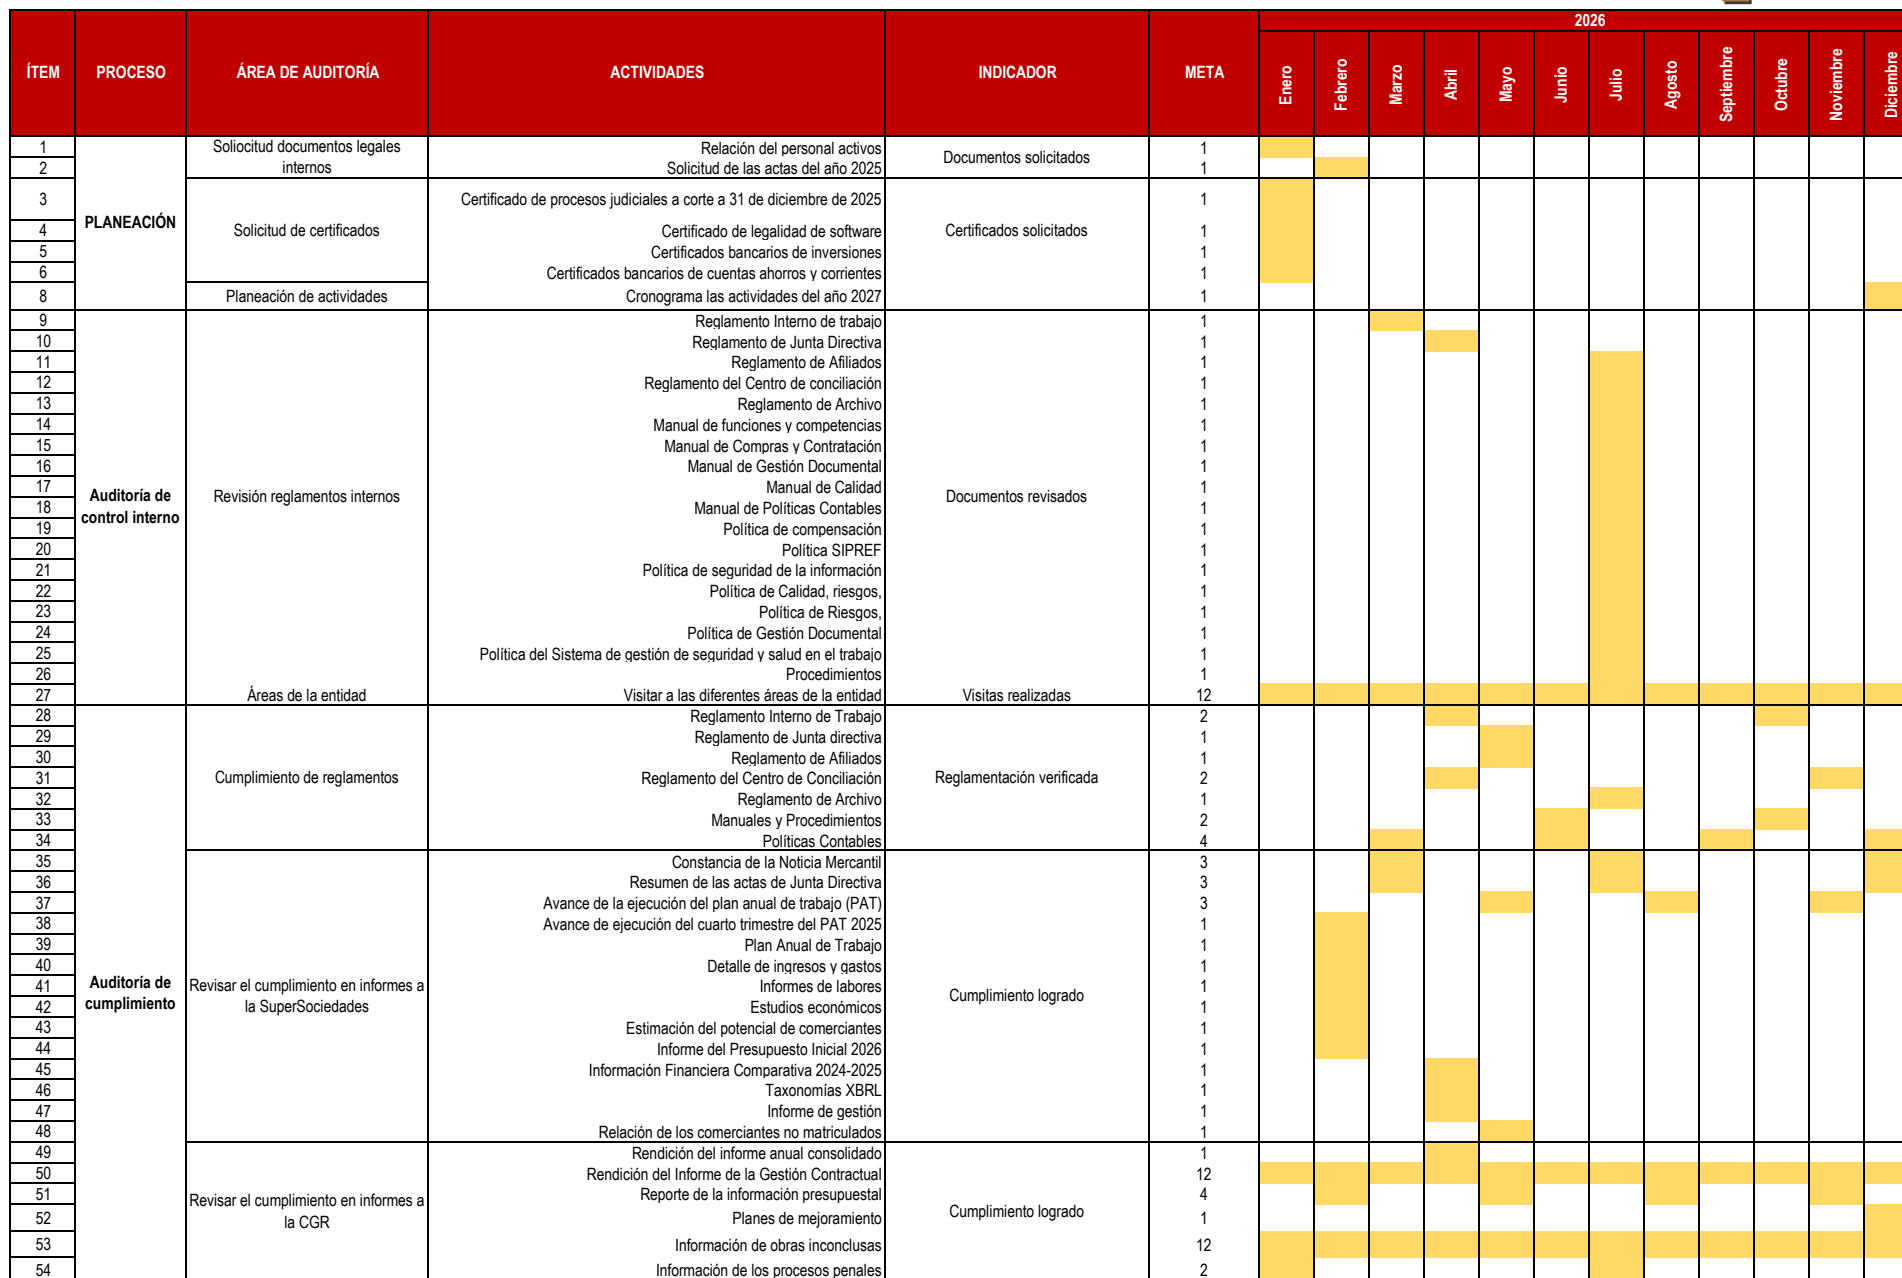 2026
ÍTEM PROCESO ÁREA DE AUDITORÍA ACTIVIDADES INDICADOR META Enero Febrero Marzo Abril Mayo Junio Julio Agosto Septiembre Octubre Noviembre Diciembre
PLANEACIÓN
Soliocitud documentos legales
internos
Documentos solicitados
1 Relación del personal activos 1
2 Solicitud de las actas del año 2025 1
Solicitud de certificados
Certificados solicitados
3 Certificado de procesos judiciales a corte a 31 de diciembre de 2025 1
4 Certificado de legalidad de software 1
5 Certificados bancarios de inversiones 1
6 Certificados bancarios de cuentas ahorros y corrientes 1
8 Planeación de actividades Cronograma las actividades del año 2027 1
Auditoría de
control interno
Revisión reglamentos internos
Documentos revisados
9 Reglamento Interno de trabajo 1
10 Reglamento de Junta Directiva 1
11 Reglamento de Afiliados 1
12 Reglamento del Centro de conciliación 1
13 Reglamento de Archivo 1
14 Manual de funciones y competencias 1
15 Manual de Compras y Contratación 1
16 Manual de Gestión Documental 1
17 Manual de Calidad 1
18 Manual de Políticas Contables 1
19 Política de compensación 1
20 Política SIPREF 1
21 Política de seguridad de la información 1
22 Política de Calidad, riesgos, 1
23 Política de Riesgos, 1
24 Política de Gestión Documental 1
25 Política del Sistema de gestión de seguridad y salud en el trabajo 1
26 Procedimientos 1
27 Áreas de la entidad Visitar a las diferentes áreas de la entidad Visitas realizadas 12
Auditoría de
cumplimiento
Cumplimiento de reglamentos
Reglamentación verificada
28 Reglamento Interno de Trabajo 2
29 Reglamento de Junta directiva 1
30 Reglamento de Afiliados 1
31 Reglamento del Centro de Conciliación 2
32 Reglamento de Archivo 1
33 Manuales y Procedimientos 2
34 Políticas Contables 4
Revisar el cumplimiento en informes a
la SuperSociedades
Cumplimiento logrado
35 Constancia de la Noticia Mercantil 3
36 Resumen de las actas de Junta Directiva 3
37 Avance de la ejecución del plan anual de trabajo (PAT) 3
38 Avance de ejecución del cuarto trimestre del PAT 2025 1
39 Plan Anual de Trabajo 1
40 Detalle de ingresos y gastos 1
41 Informes de labores 1
42 Estudios económicos 1
43 Estimación del potencial de comerciantes 1
44 Informe del Presupuesto Inicial 2026 1
45 Información Financiera Comparativa 2024-2025 1
46 Taxonomías XBRL 1
47 Informe de gestión 1
48 Relación de los comerciantes no matriculados 1
Revisar el cumplimiento en informes a
la CGR
Cumplimiento logrado
49 Rendición del informe anual consolidado 1
50 Rendición del Informe de la Gestión Contractual 12
51 Reporte de la información presupuestal 4
52 Planes de mejoramiento 1
53 Información de obras inconclusas 12
54 Información de los procesos penales 2